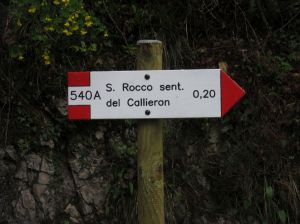 540A
S. Rocco sent.
del Callieron
0,20